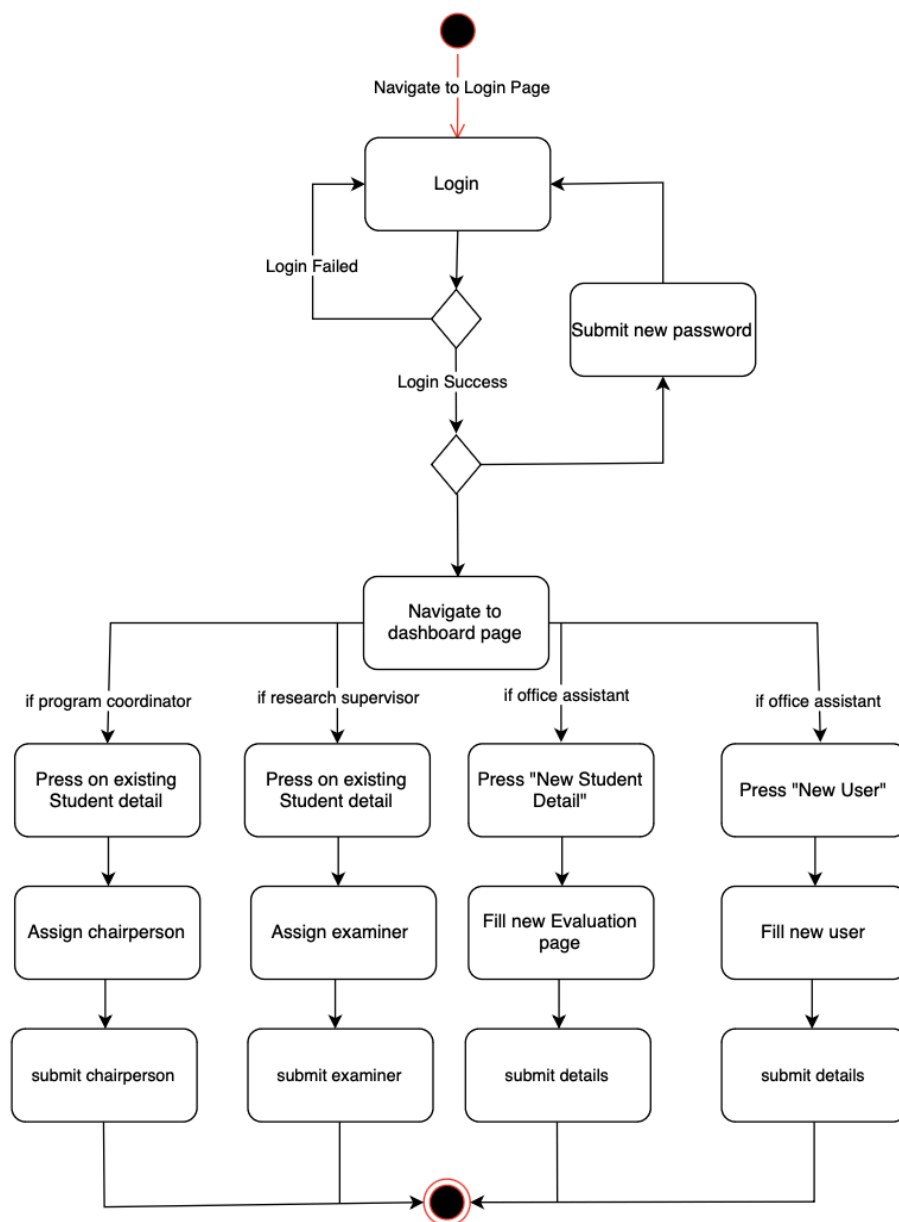 Navigate to Login Page
Login
Login Failed
Submit new password
Login Success
Navigate to
dashboard page
if program coordinator
if research supervisor
if office assistant
if office assistant
Press on existing
Student detail
Press on existing
Student detail
Press "New Student
Detail"
Press "New User"
Assign chairperson
Assign examiner
Fill new Evaluation
page
Fill new user
submit chairperson
submit examiner
submit details
submit details